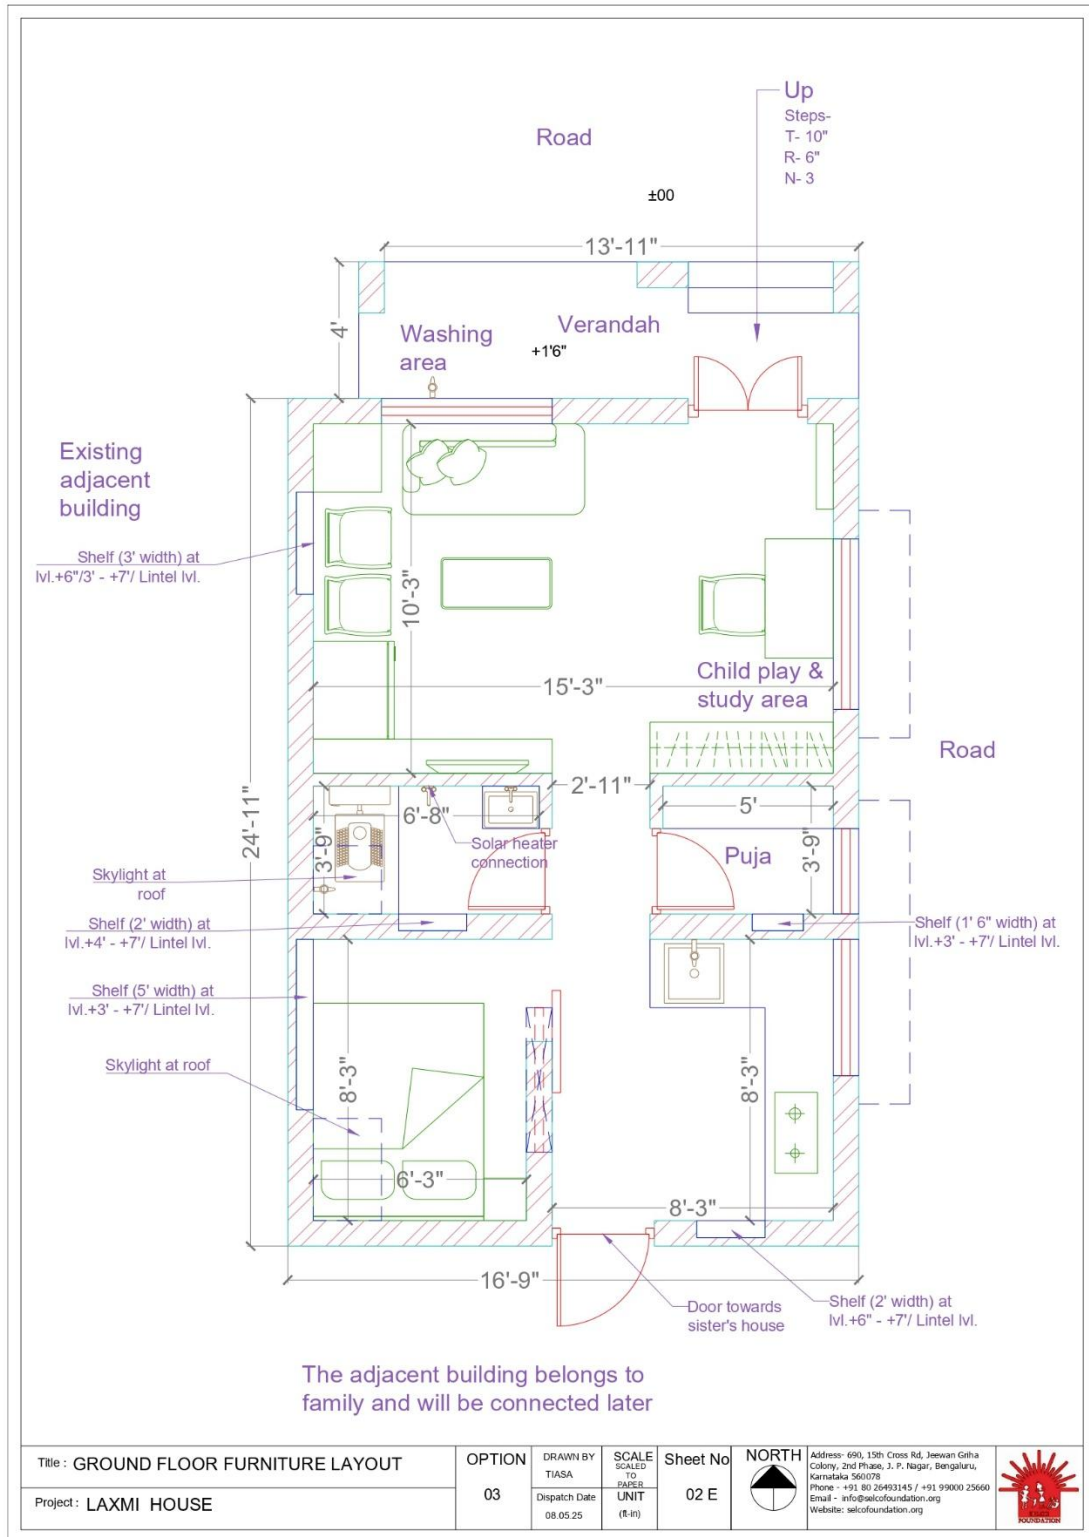 Up
Steps-
T- 10"
R- 6"
N- 3
Road
±00
13'-11"
4'
Washing
area
Verandah
+1'6"
Existing
adjacent
building
Shelf (3' width) at
lvl.+6"/3' - +7'/ Lintel lvl.
10'-3"
15'-3"
Child play &
study area
Road
24'-11"
2'-11"
5'
6'-8"
3'-9"
Solar heater
connection
Puja
3'-9"
Skylight at
roof
Shelf (2' width) at
lvl.+4' - +7'/ Lintel lvl.
Shelf (1' 6" width) at
lvl.+3' - +7'/ Lintel lvl.
Shelf (5' width) at
lvl.+3' - +7'/ Lintel lvl.
Skylight at roof
8'-3"
8'-3"
6'-3"
8'-3"
16'-9"
Door towards
sister's house
Shelf (2' width) at
lvl.+6" - +7'/ Lintel lvl.
The adjacent building belongs to
family and will be connected later
Title : GROUND FLOOR FURNITURE LAYOUT
Project : LAXMI HOUSE
OPTION
03
DRAWN BY
TIASA
Dispatch Date
08.05.25
SCALE
SCALED
TO
PAPER
UNIT
(ft-in)
Sheet No
02 E
NORTH
Address- 690, 15th Cross Rd, Jeewan Griha
Colony, 2nd Phase, J. P. Nagar, Bengaluru,
Karnataka 560078
Phone - +91 80 26493145 / +91 99000 25660
Email - info@selcofoundation.org
Website: selcofoundation.org
SELCO
FOUNDATION